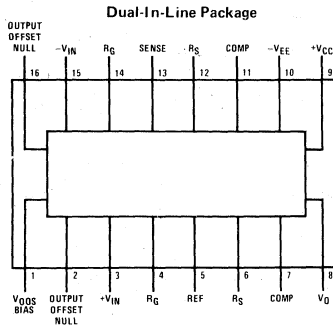 Dual-In-Line Package
OUTPUT
OFFSET
NULL
-VIN
RG
SENSE
RS
COMP
-VEE
+VCC
16 15 14 13 12 11 10 9
1 2 3 4 5 6 7 8
VOOS
BIAS
OUTPUT
OFFSET
NULL
+VIN
RG
REF
RS
COMP
VO